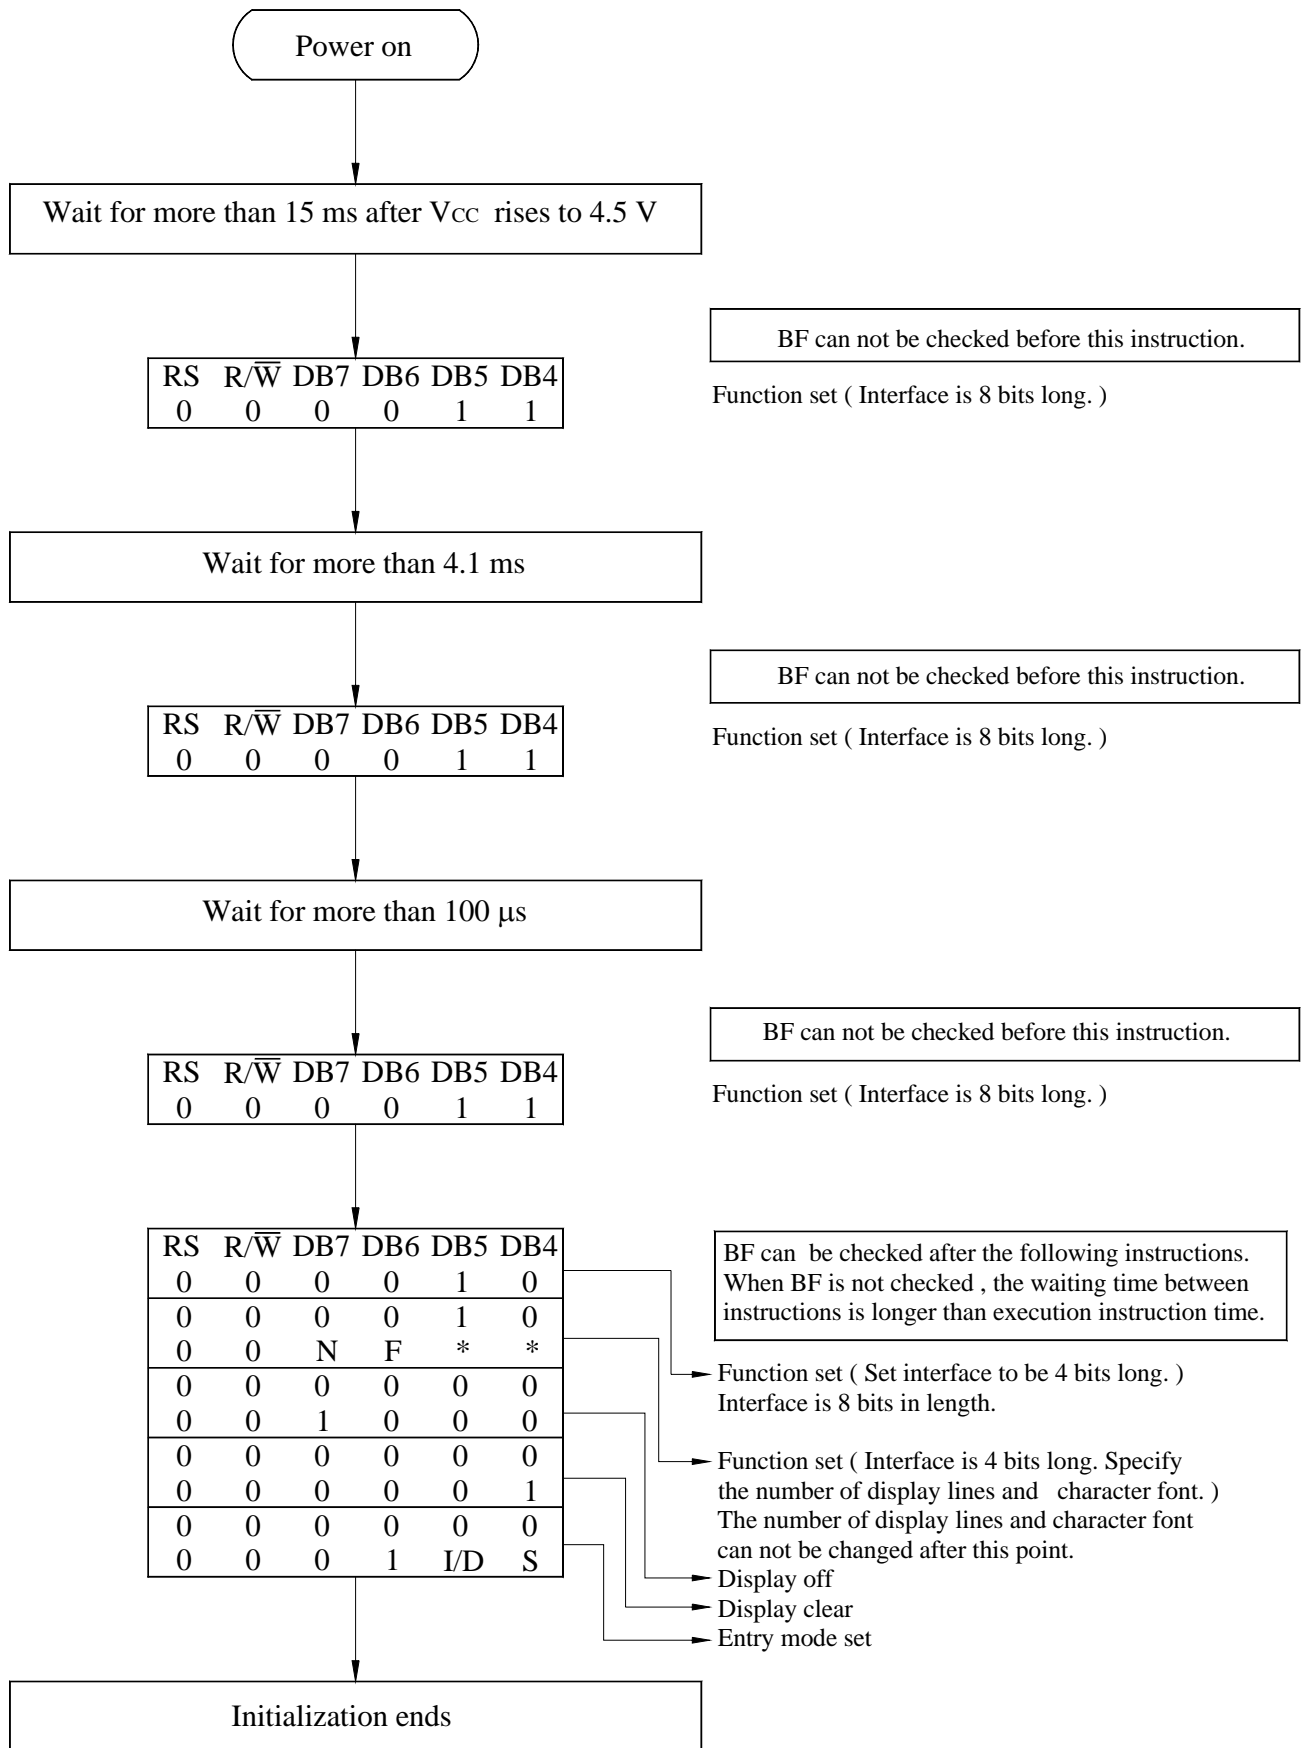 Power on
Wait for more than 15 ms after VCC rises to 4.5 V
BF can not be checked before this instruction.
RS R/W̅ DB7 DB6 DB5 DB4
0 0 0 0 1 1
Function set ( Interface is 8 bits long. )
Wait for more than 4.1 ms
BF can not be checked before this instruction.
RS R/W̅ DB7 DB6 DB5 DB4
0 0 0 0 1 1
Function set ( Interface is 8 bits long. )
Wait for more than 100 μs
BF can not be checked before this instruction.
RS R/W̅ DB7 DB6 DB5 DB4
0 0 0 0 1 1
Function set ( Interface is 8 bits long. )
RS R/W̅ DB7 DB6 DB5 DB4
0 0 0 0 1 0
0 0 0 0 1 0
0 0 N F * *
0 0 0 0 0 0
0 0 1 0 0 0
0 0 0 0 0 0
0 0 0 0 0 1
0 0 0 0 0 0
0 0 0 1 I/D S
BF can be checked after the following instructions.
When BF is not checked , the waiting time between
instructions is longer than execution instruction time.
Function set ( Set interface to be 4 bits long. )
Interface is 8 bits in length.
Function set ( Interface is 4 bits long. Specify
the number of display lines and character font. )
The number of display lines and character font
can not be changed after this point.
Display off
Display clear
Entry mode set
Initialization ends